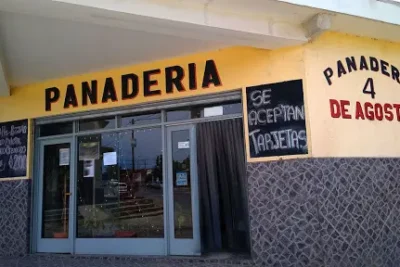 PANADERIA
SE
ACEPTAN
TARJETAS
PANADER
4
DE AGOST